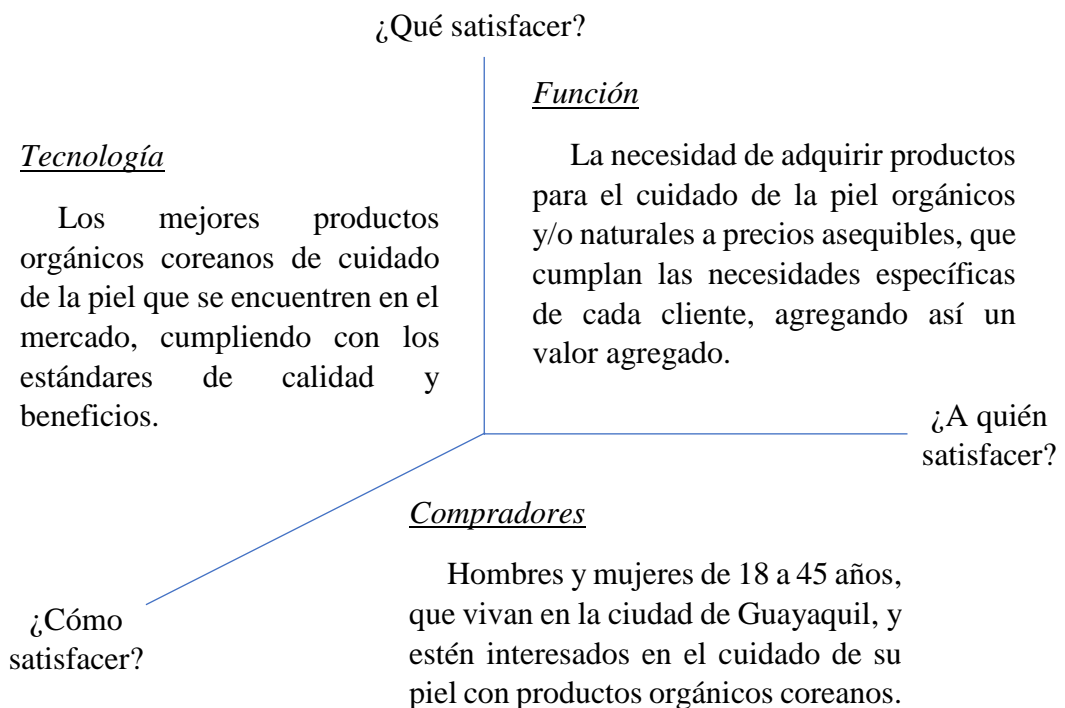 ¿Qué satisfacer?
Función
La necesidad de adquirir productos
para el cuidado de la piel orgánicos
y/o naturales a precios asequibles, que
cumplan las necesidades específicas
de cada cliente, agregando así un
valor agregado.
Tecnología
Los mejores productos
orgánicos coreanos de cuidado
de la piel que se encuentren en el
mercado, cumpliendo con los
estándares de calidad y
beneficios.
¿A quién
satisfacer?
Compradores
Hombres y mujeres de 18 a 45 años,
que vivan en la ciudad de Guayaquil, y
estén interesados en el cuidado de su
piel con productos orgánicos coreanos.
¿Cómo
satisfacer?